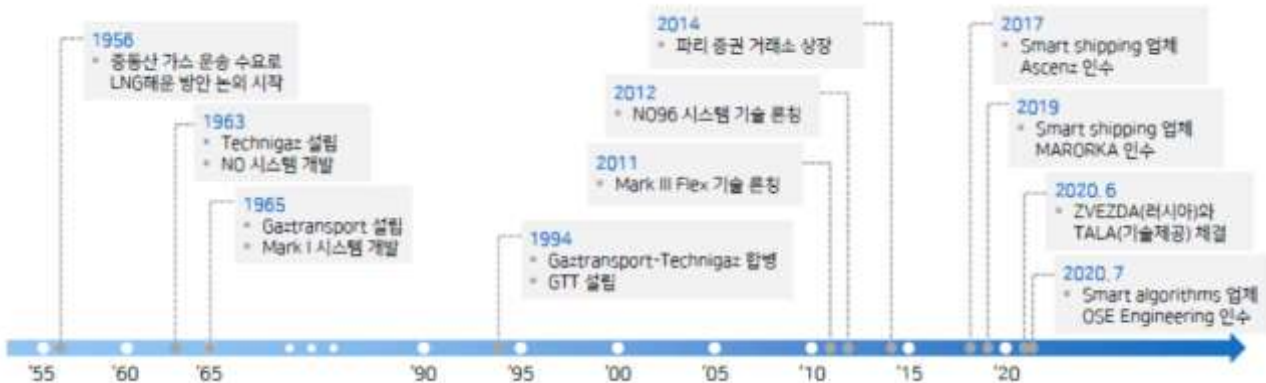 1956
중동산 가스 운송 수요로
LNG해운 방안 논의 시작
1963
Technigaz 설립
NO 시스템 개발
1965
Gaztransport 설립
Mark I 시스템 개발
1994
Gaztransport-Technigaz 합병
GTT 설립
2011
Mark III Flex 기술 론칭
2012
NO96 시스템 기술 론칭
2014
파리 증권 거래소 상장
2017
Smart shipping 업체
Ascenz 인수
2019
Smart shipping 업체
MARORKA 인수
2020. 6
ZVEZDA(러시아)와
TALA(기술제공) 체결
2020. 7
Smart algorithms 업체
OSE Engineering 인수
'55 '60 '65 '90 '95 '00 '05 '10 '15 '20